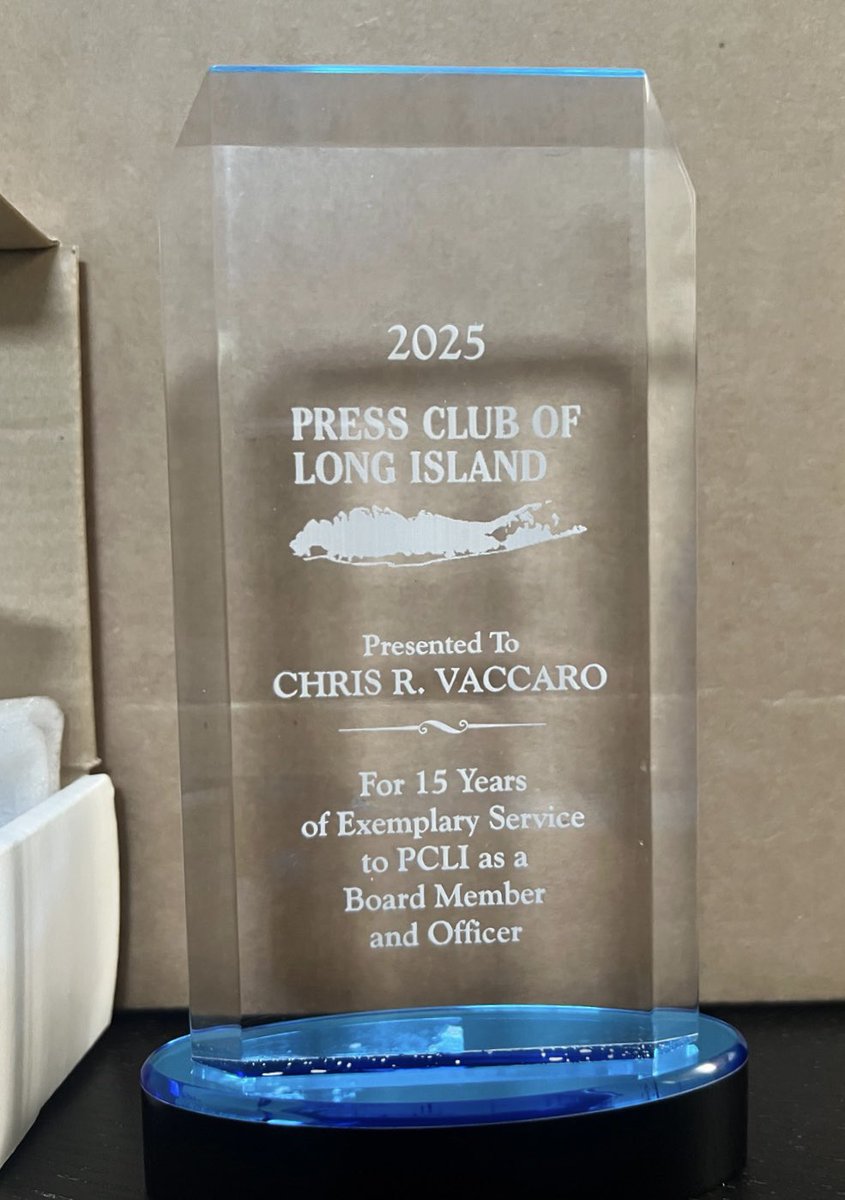 2025
PRESS CLUB OF
LONG ISLAND
Presented To
CHRIS R. VACCARO
For 15 Years
of Exemplary Service
to PCLI as a
Board Member
and Officer